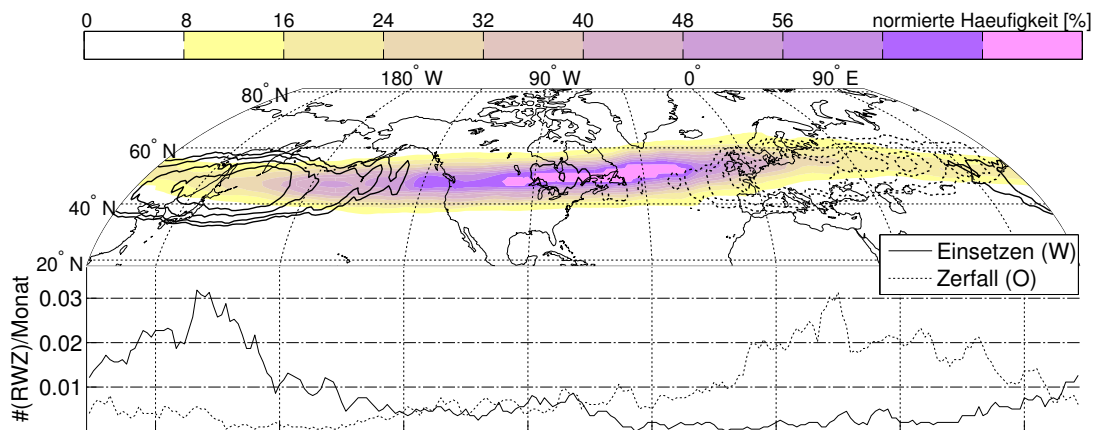 0 8 16 24 32 40 48 56 normierte Haeufigkeit [%]
180° W 90° W 0° 90° E
80° N
60° N
40° N
20° N
Einsetzen (W)
Zerfall (O)
#(RWZ)/Monat
0.03
0.02
0.01